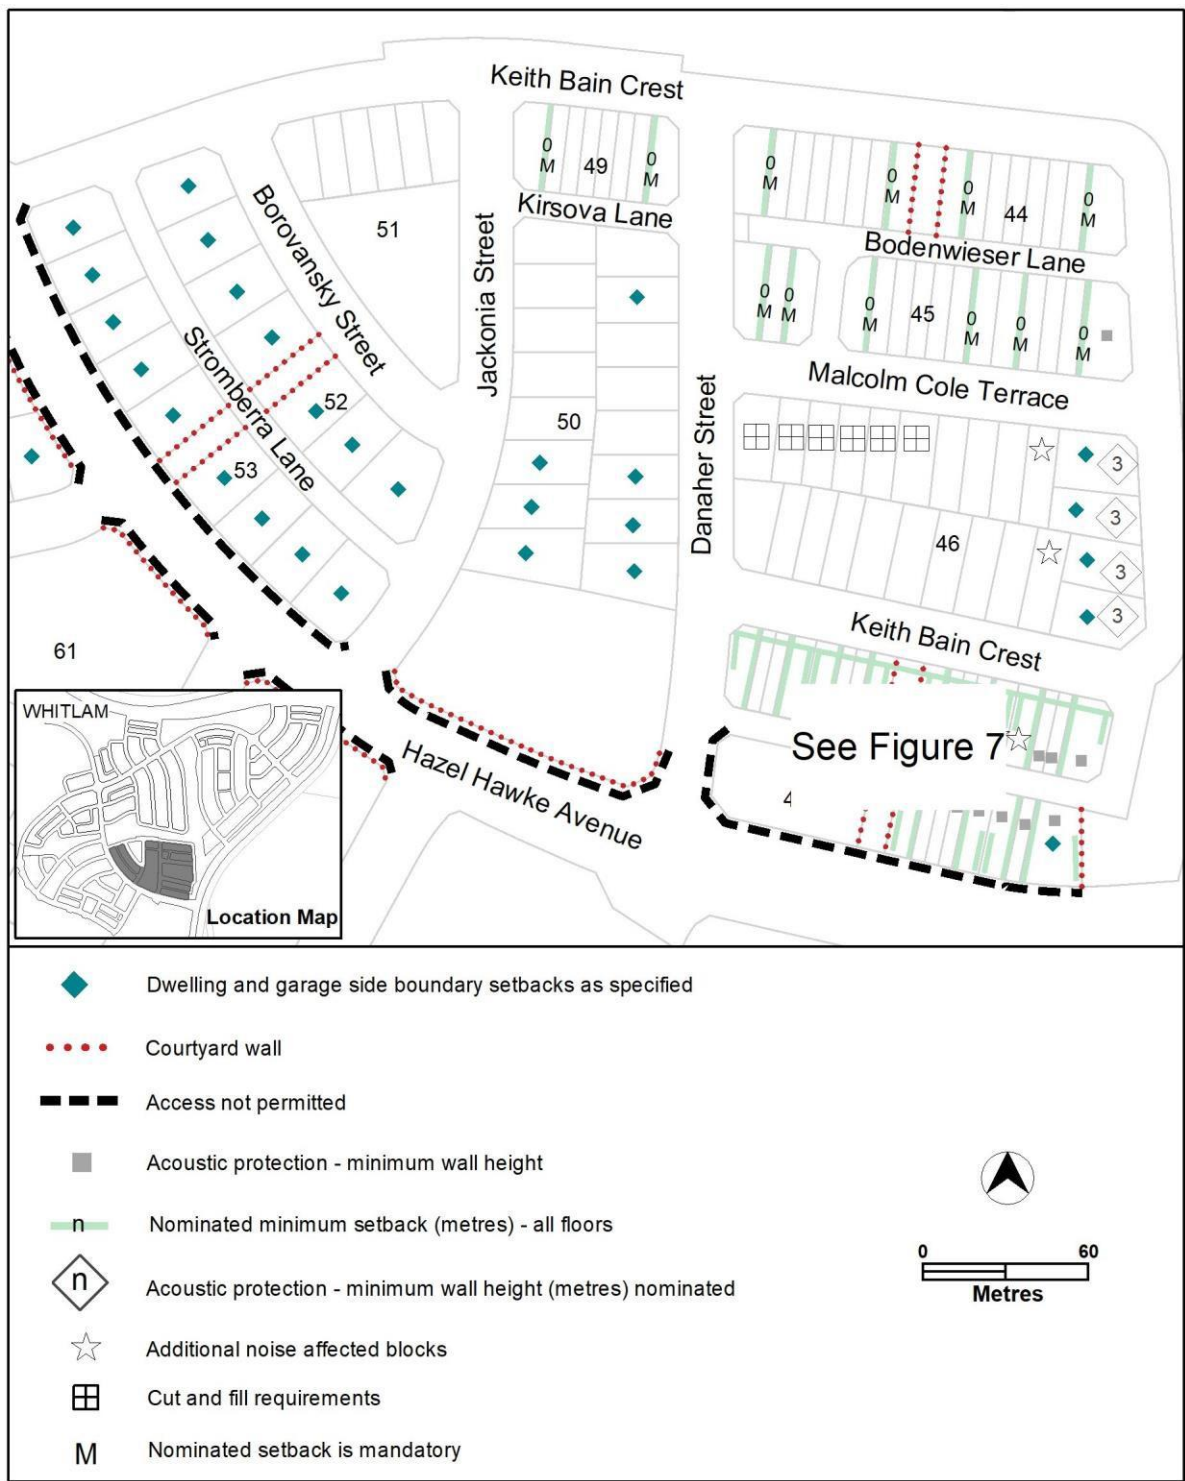 Keith Bain Crest
0
M
49
0
M
Kirsova Lane
0
M
0
M
0
M
44
0
M
Bodenwieser Lane
Borovansky Street
51
Jackonia Street
0
M
0
M
0
M
45
0
M
0
M
0
M
Malcolm Cole Terrace
Stromberra Lane
52
53
50
Danaher Street
3
3
46
3
3
Keith Bain Crest
61
See Figure 7
4
Hazel Hawke Avenue
WHITLAM
Location Map
Dwelling and garage side boundary setbacks as specified
Courtyard wall
Access not permitted
Acoustic protection - minimum wall height
n
Nominated minimum setback (metres) - all floors
n
Acoustic protection - minimum wall height (metres) nominated
Additional noise affected blocks
Cut and fill requirements
M
Nominated setback is mandatory
0 60
Metres